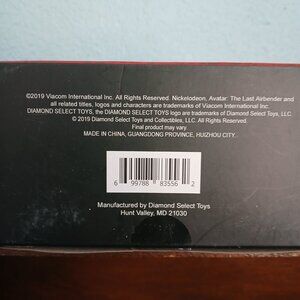 ©2019 Viacom International Inc. All Rights Reserved. Nickelodeon, Avatar: The Last Airbender and
all related titles, logos and characters are trademarks of Viacom International Inc.
DIAMOND SELECT TOYS, the DIAMOND SELECT TOYS logo are trademarks of Diamond Select Toys, LLC.
© 2019 Diamond Select Toys and Collectibles, LLC. All Rights Reserved.
Final product may vary.
MADE IN CHINA, GUANGDONG PROVINCE, HUIZHOU CITY.
6 99788 83556 2
Manufactured by Diamond Select Toys
Hunt Valley, MD 21030